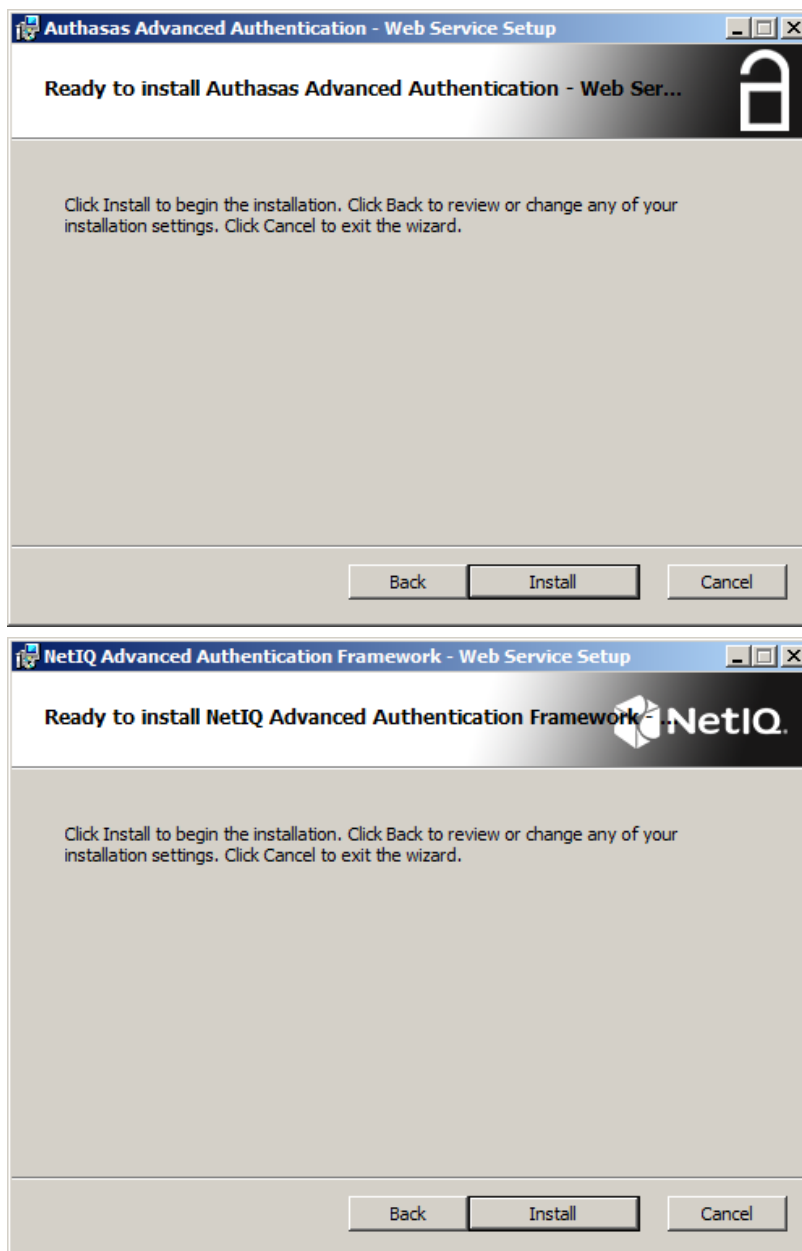 Authasas Advanced Authentication - Web Service Setup
Ready to install Authasas Advanced Authentication - Web Ser...
Click Install to begin the installation. Click Back to review or change any of your
installation settings. Click Cancel to exit the wizard.
Back Install Cancel
NetIQ Advanced Authentication Framework - Web Service Setup
Ready to install NetIQ Advanced Authentication Framework - ...
NetIQ.
Click Install to begin the installation. Click Back to review or change any of your
installation settings. Click Cancel to exit the wizard.
Back Install Cancel